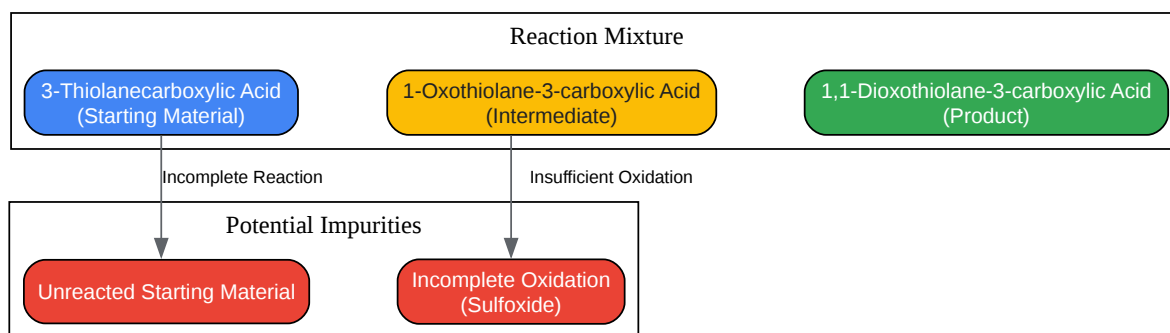 Reaction Mixture
3-Thiolanecarboxylic Acid
(Starting Material)
1-Oxothiolane-3-carboxylic Acid
(Intermediate)
1,1-Dioxothiolane-3-carboxylic Acid
(Product)
Incomplete Reaction
Insufficient Oxidation
Potential Impurities
Unreacted Starting Material
Incomplete Oxidation
(Sulfoxide)